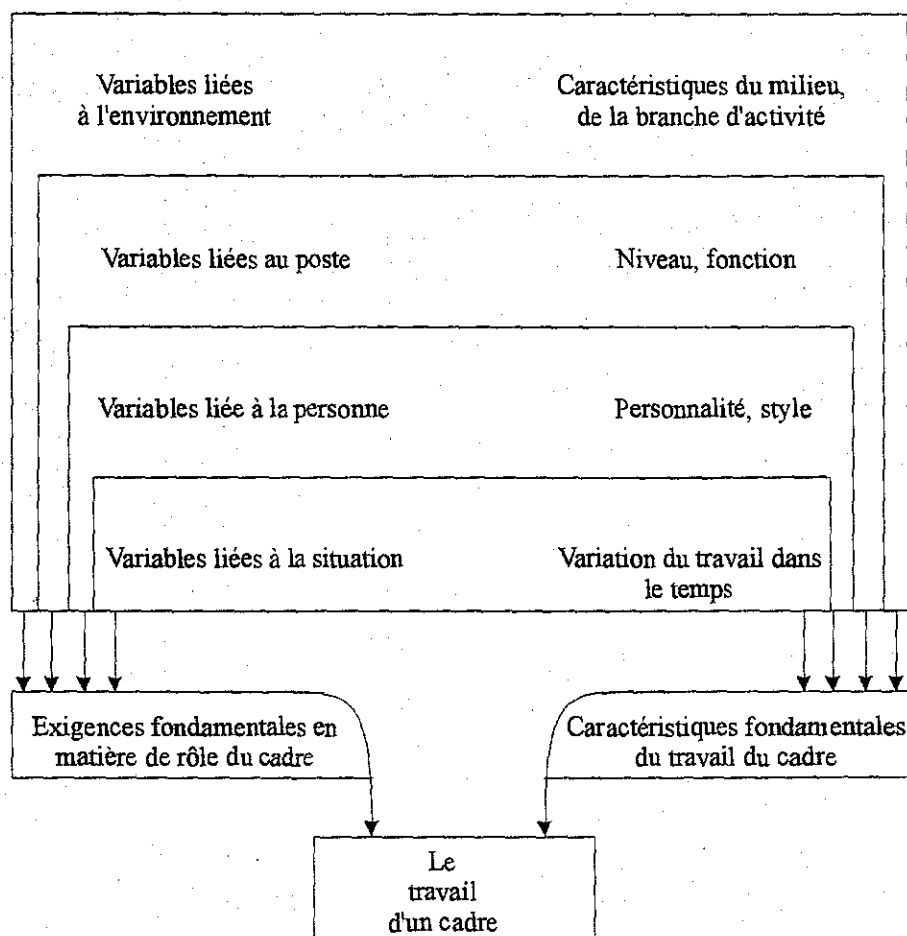 Variables liées
à l'environnement
Caractéristiques du milieu,
de la branche d'activité
Variables liées au poste
Niveau, fonction
Variables liée à la personne
Personnalité, style
Variables liées à la situation
Variation du travail dans
le temps
Exigences fondamentales en
matière de rôle du cadre
Caractéristiques fondamentales
du travail du cadre
Le
travail
d'un cadre